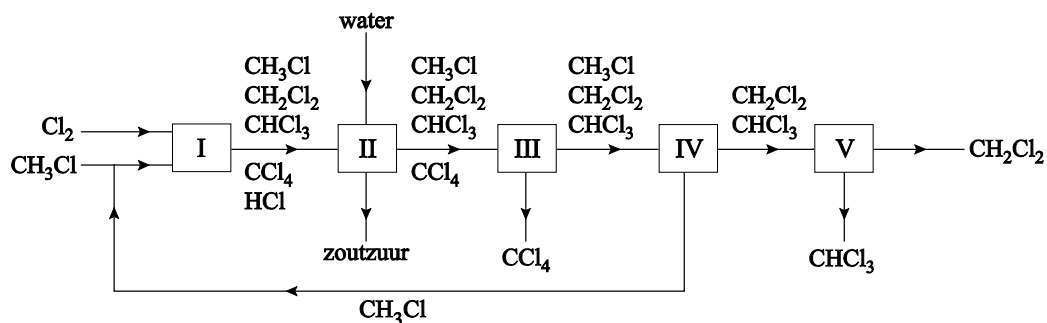 water
CH₃Cl
CH₂Cl₂
CHCl₃
CH₃Cl
CH₂Cl₂
CHCl₃
CH₃Cl
CH₂Cl₂
CHCl₃
CH₂Cl₂
CHCl₃
Cl₂
CH₃Cl
I
II
III
IV
V
CH₂Cl₂
CCl₄
HCl
CCl₄
zoutzuur
CCl₄
CHCl₃
CH₃Cl